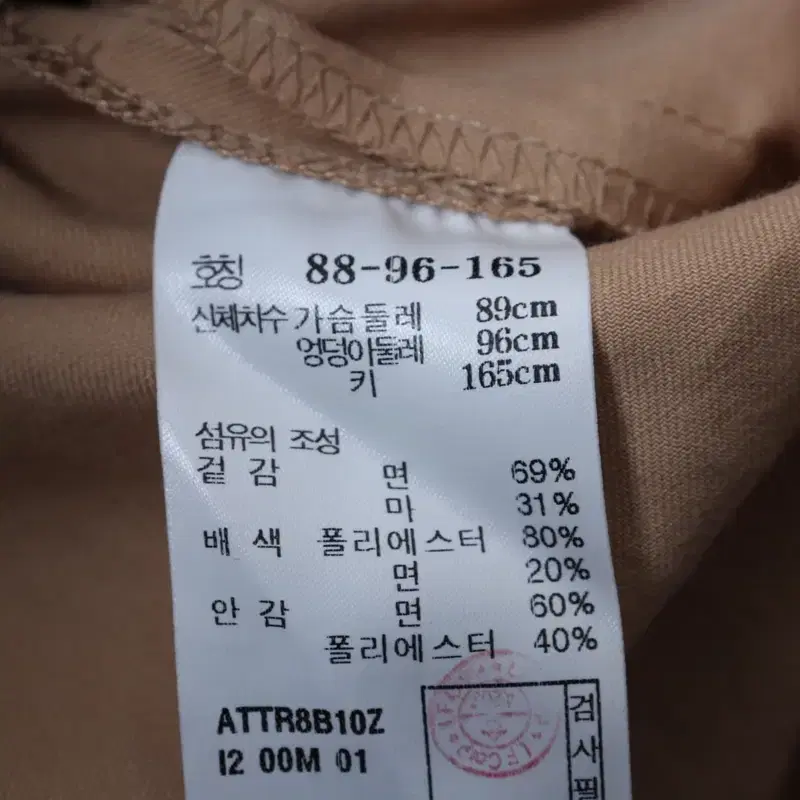 호칭 88-96-165
신체치수 가슴둘레 89cm
엉덩이둘레 96cm
키 165cm
섬유의 조성
겉감 면 69%
마 31%
배색 폴리에스터 80%
면 20%
안감 면 60%
폴리에스터 40%
ATTR8B10Z
I2 00M 01
검사필